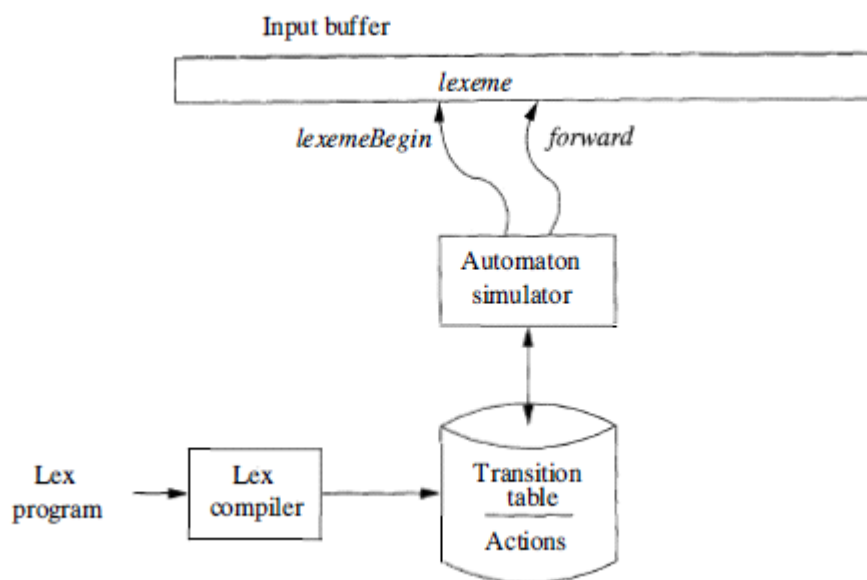 Input buffer
lexeme
lexemeBegin
forward
Automaton
simulator
Lex
program
Lex
compiler
Transition
table
Actions